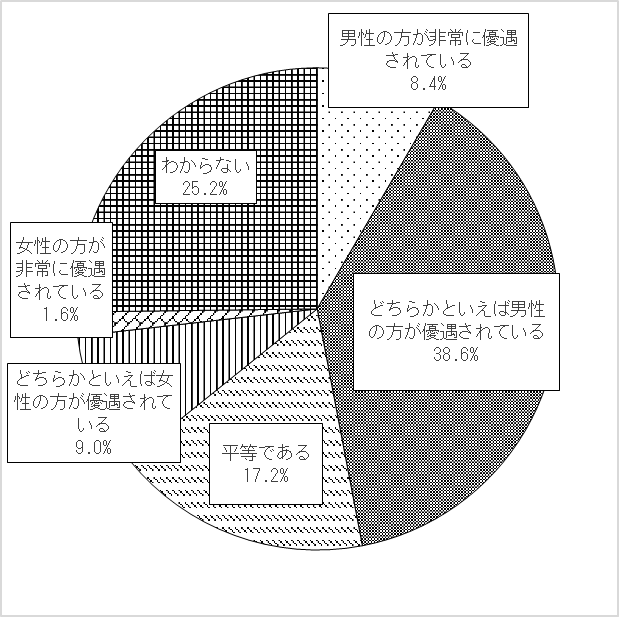 男性の方が非常に優遇
されている
8.4%
どちらかといえば男性
の方が優遇されている
38.6%
平等である
17.2%
どちらかといえば女
性の方が優遇されて
いる
9.0%
女性の方が
非常に優遇
されている
1.6%
わからない
25.2%